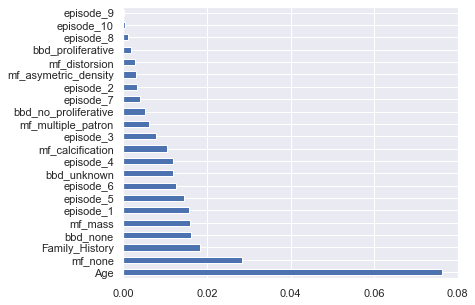 episode_9
episode_10
episode_8
bbd_proliferative
mf_distorsion
mf_asymetric_density
episode_2
episode_7
bbd_no_proliferative
mf_multiple_patron
episode_3
mf_calcification
episode_4
bbd_unknown
episode_6
episode_5
episode_1
mf_mass
bbd_none
Family_History
mf_none
Age
0.00 0.02 0.04 0.06 0.08